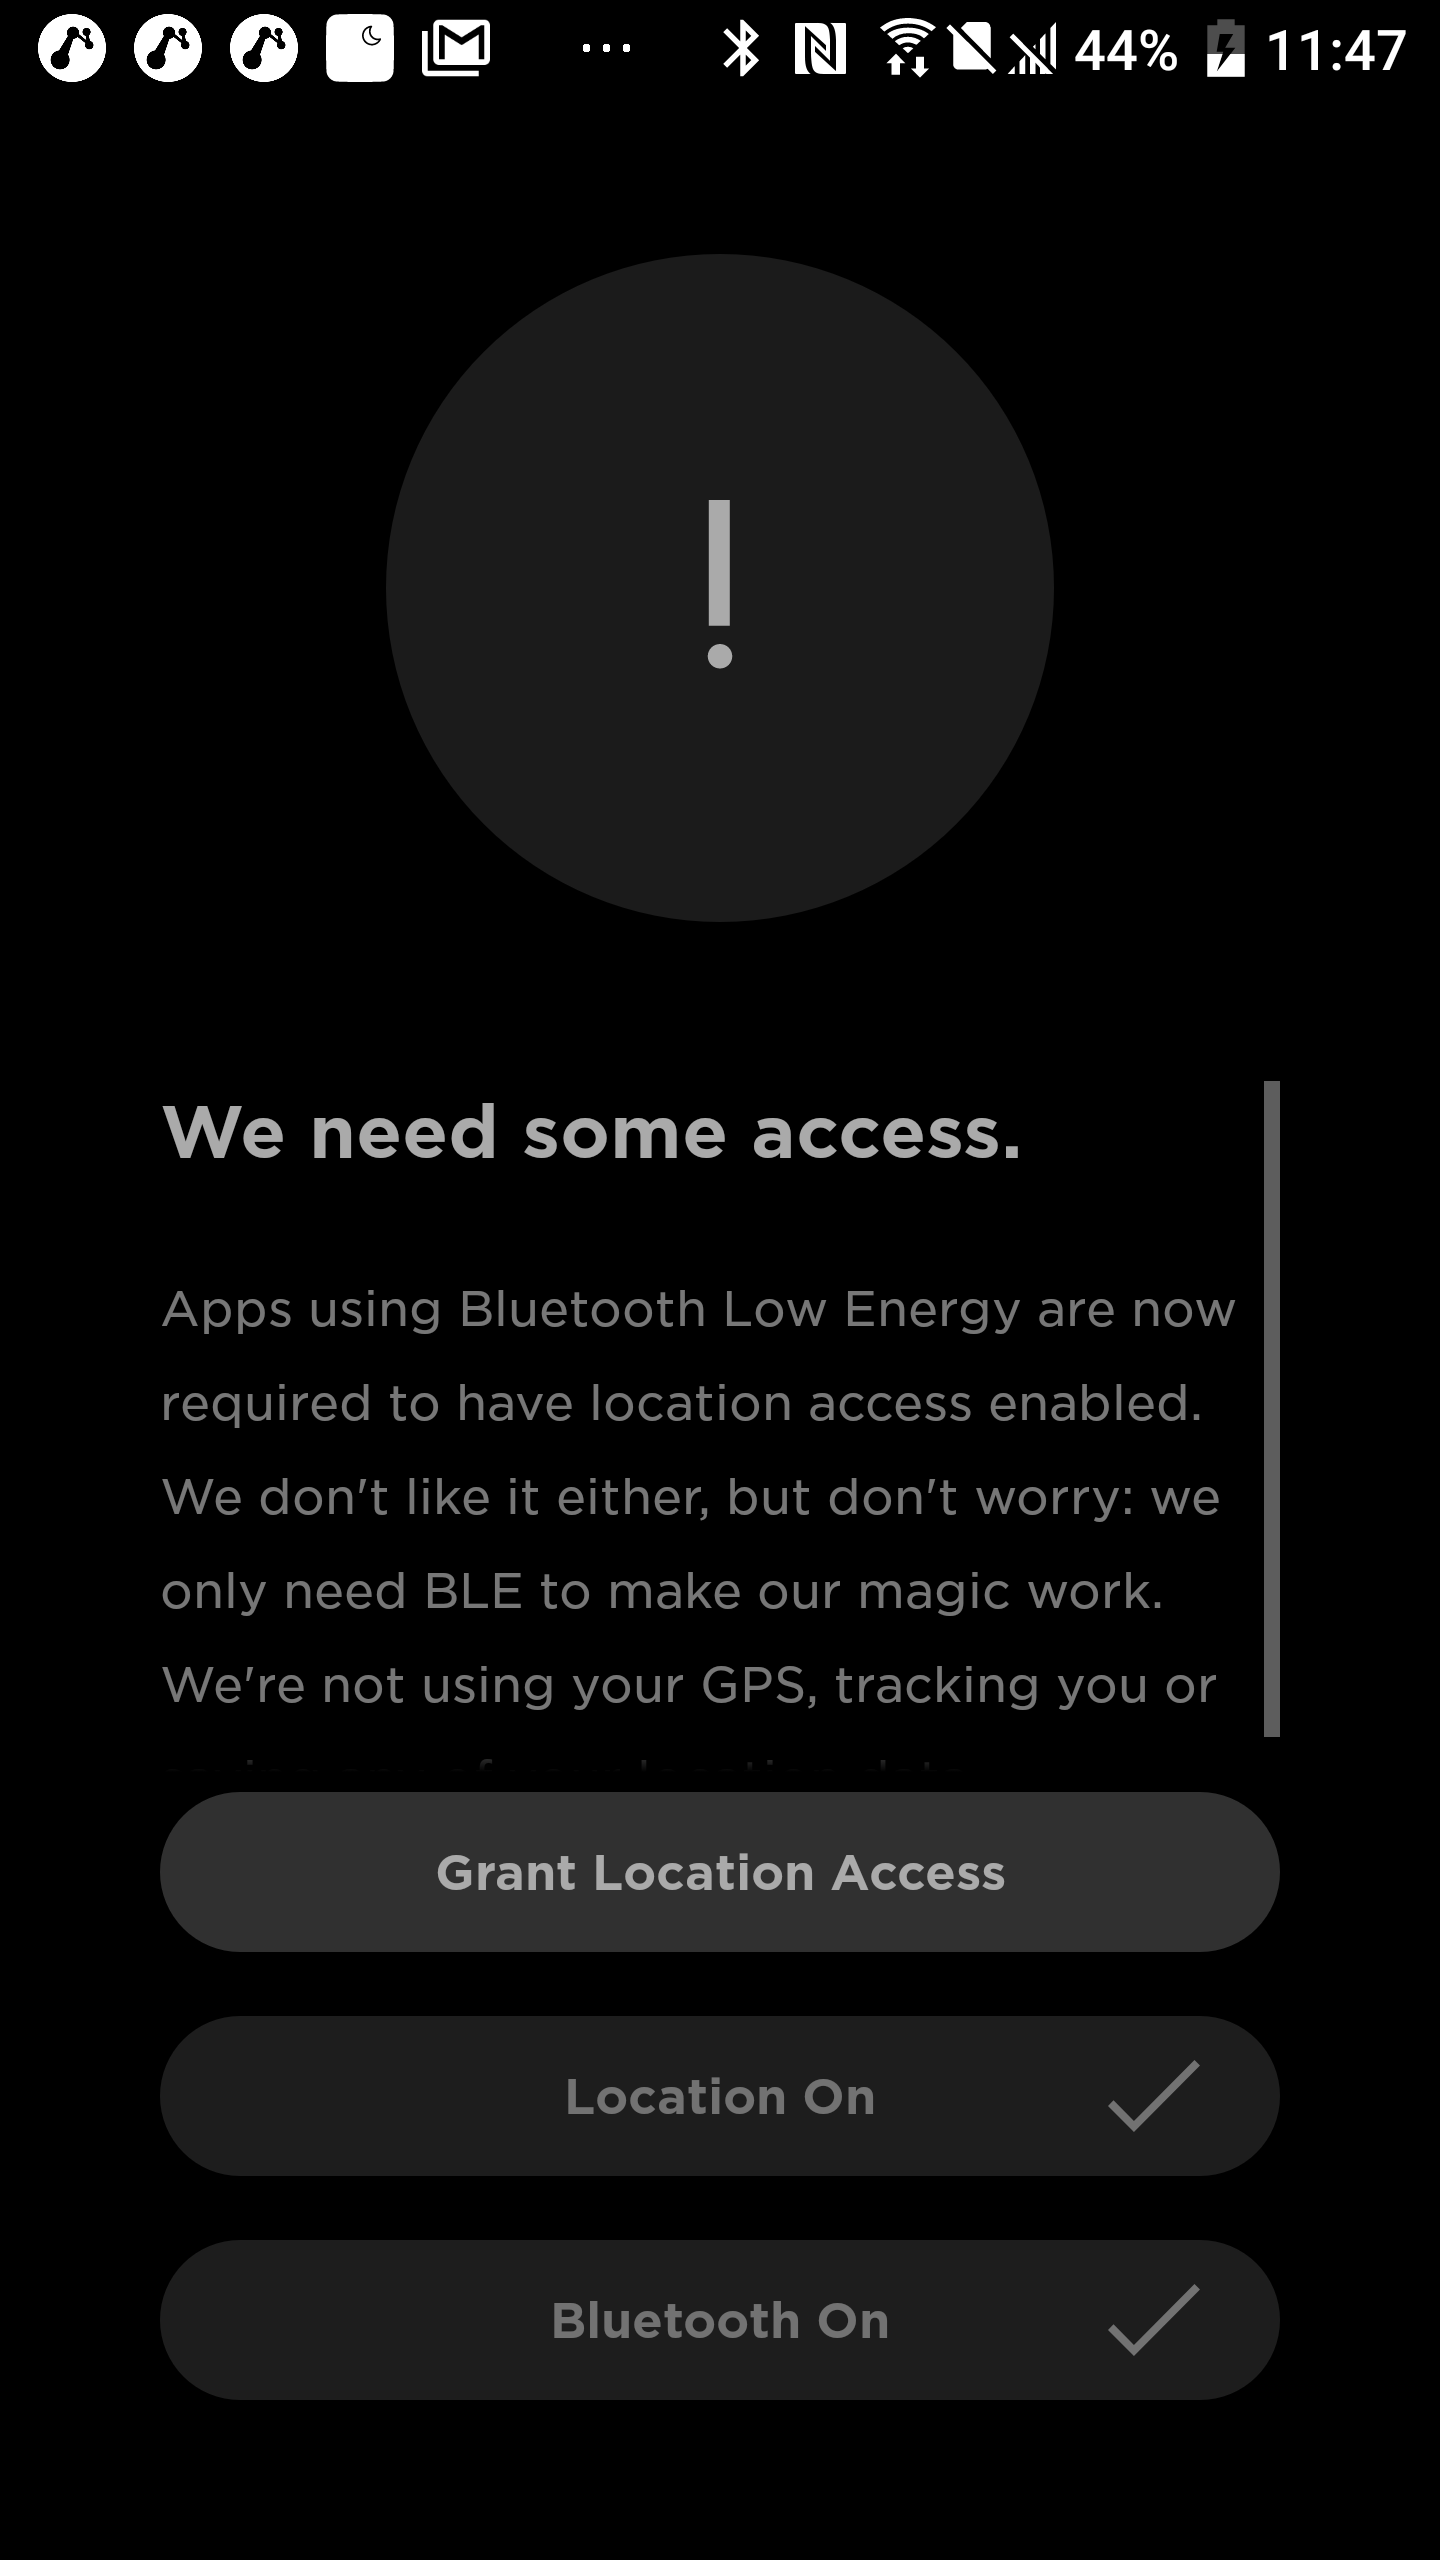 44% 11:47
We need some access.
Apps using Bluetooth Low Energy are now
required to have location access enabled.
We don't like it either, but don't worry: we
only need BLE to make our magic work.
We're not using your GPS, tracking you or
Grant Location Access
Location On
Bluetooth On